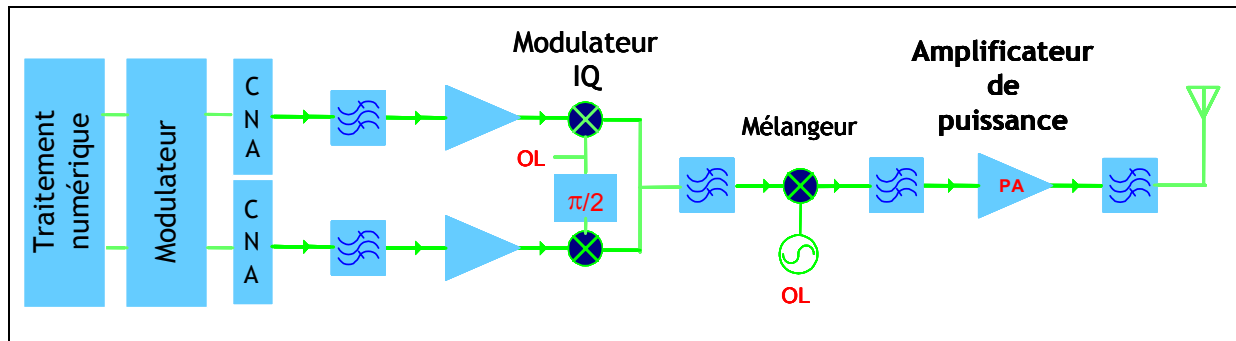 Traitement
numérique
Modulateur
C
N
A
C
N
A
Modulateur
IQ
OL
π/2
Mélangeur
OL
Amplificateur
de
puissance
PA